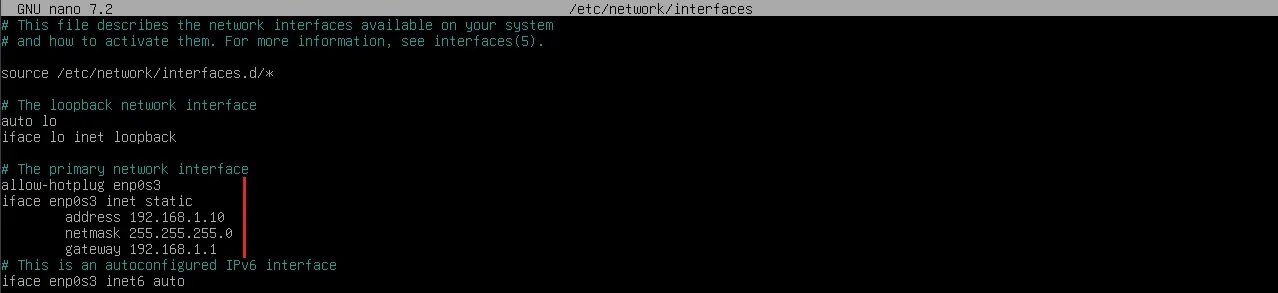 GNU nano 7.2 /etc/network/interfaces
# This file describes the network interfaces available on your system
# and how to activate them. For more information, see interfaces(5).
source /etc/network/interfaces.d/*
# The loopback network interface
auto lo
iface lo inet loopback
# The primary network interface
allow-hotplug enp0s3
iface enp0s3 inet static
address 192.168.1.10
netmask 255.255.255.0
gateway 192.168.1.1
# This is an autoconfigured IPv6 interface
iface enp0s3 inet6 auto